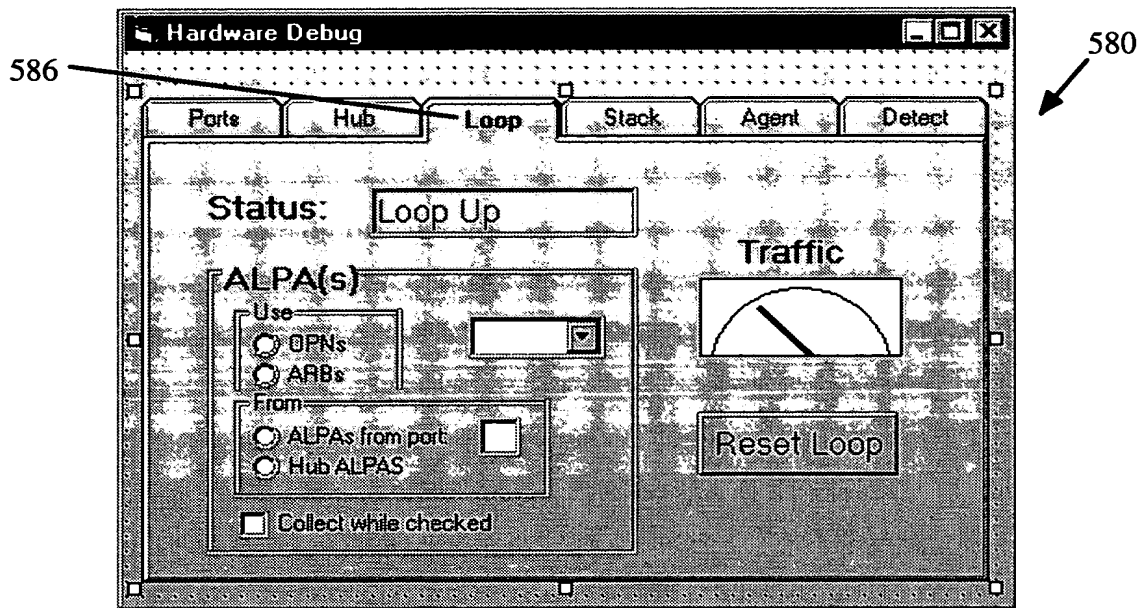 Hardware Debug
580
586
Ports Hub Loop Stack Agent Detect
Status: Loop Up
Traffic
ALPA(s)
Use
OPNs
ARBs
From
ALPAs from port:
Hub ALPAS
Reset Loop
Collect while checked